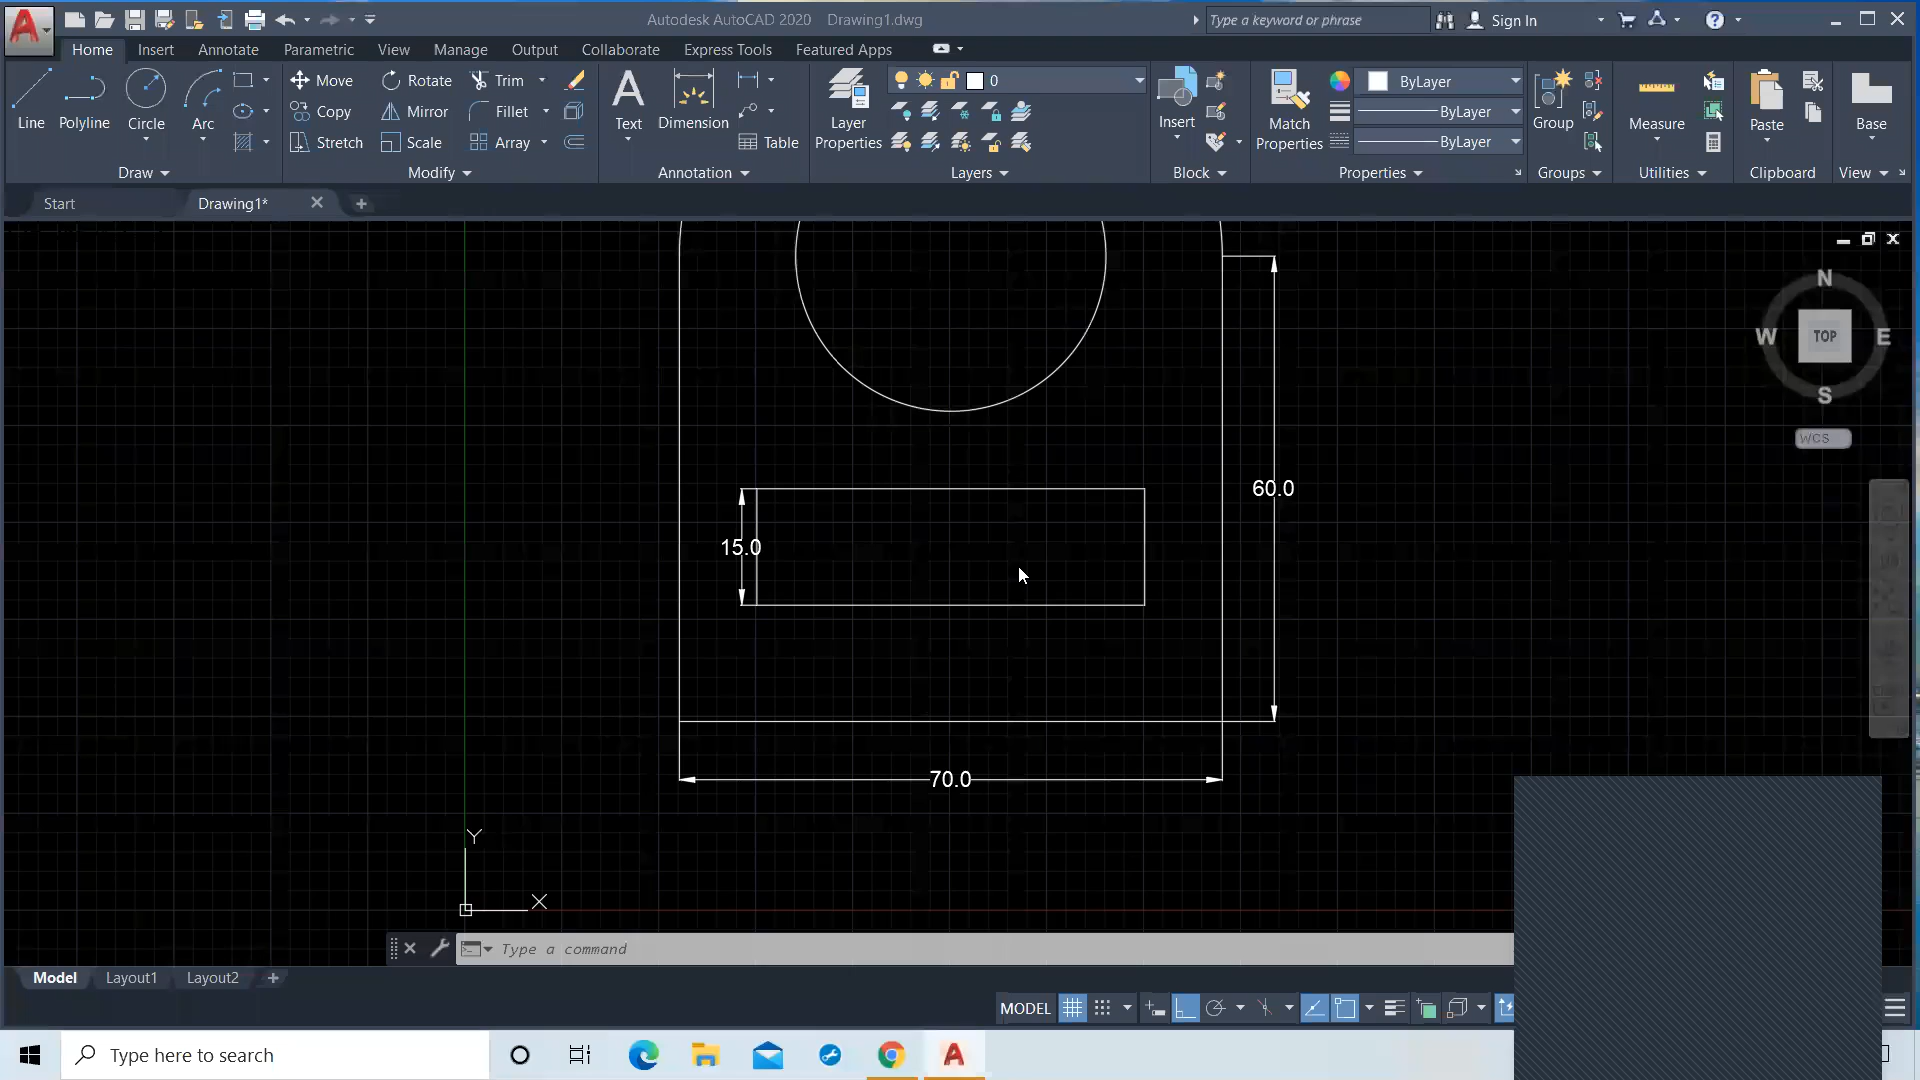 Autodesk AutoCAD 2020 Drawing1.dwg
Type a keyword or phrase
Sign In
Home Insert Annotate Parametric View Manage Output Collaborate Express Tools Featured Apps
Line Polyline Circle Arc
Move Rotate Trim
Copy Mirror Fillet
Stretch Scale Array
Text Dimension Table
Layer Properties
0
Insert
Match Properties
ByLayer
ByLayer
ByLayer
Group
Measure
Paste
Base
Draw Modify Annotation Layers Block Properties Groups Utilities Clipboard View
Start Drawing1*
N
W TOP E
S
WCS
60.0
15.0
70.0
Y
X
Type a command
Model Layout1 Layout2
MODEL
Type here to search